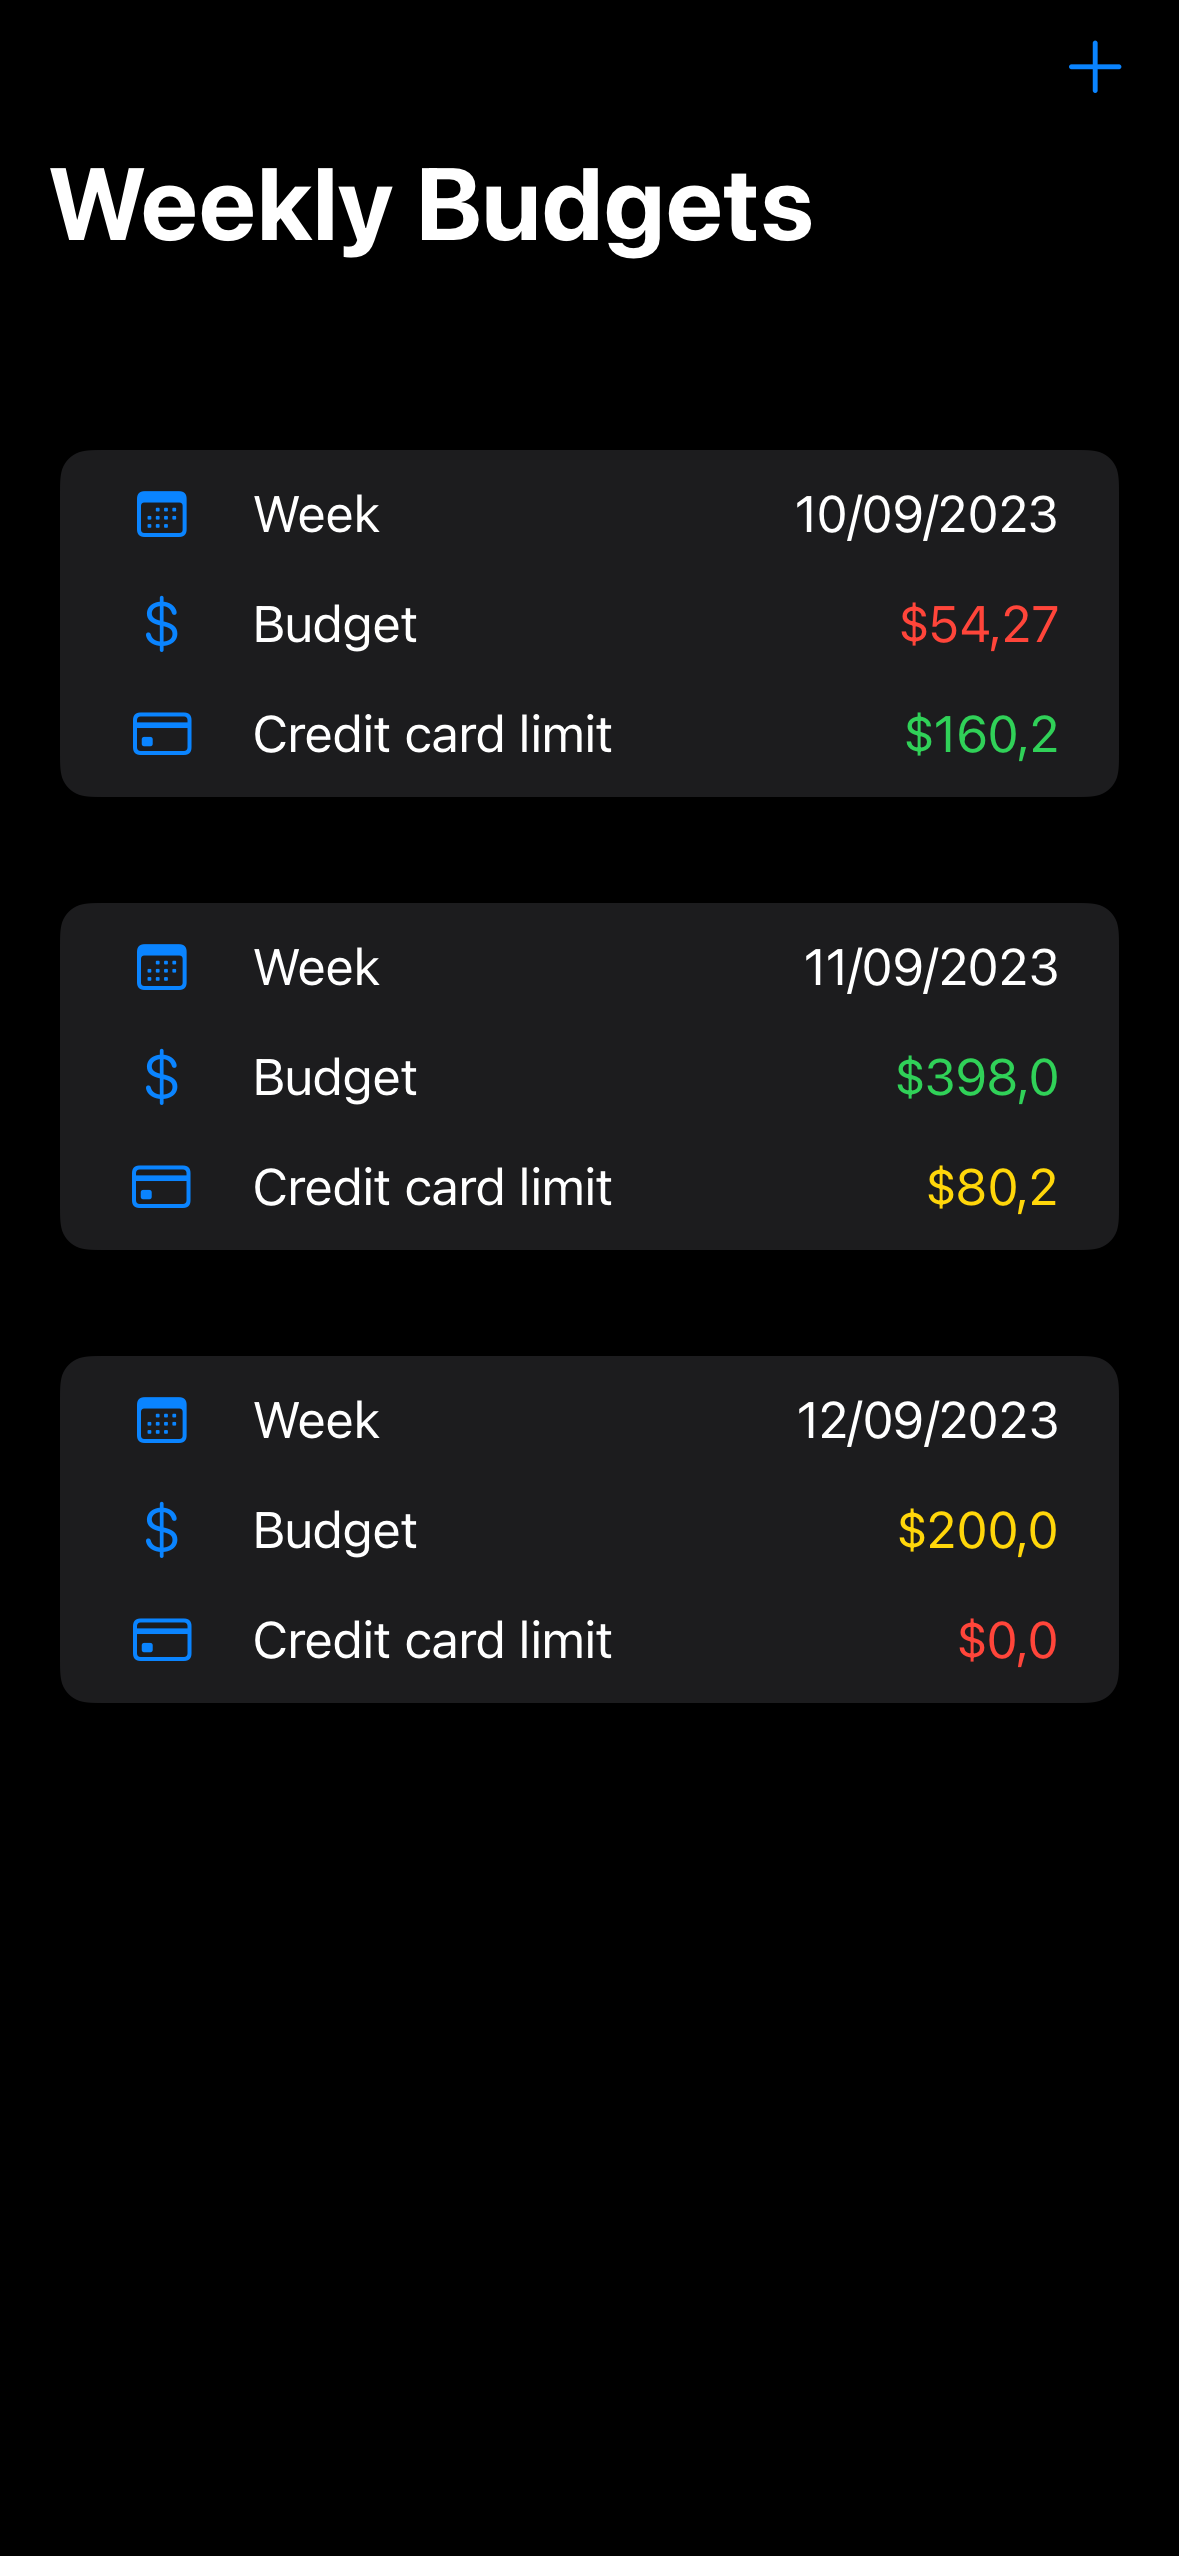 Weekly Budgets
Week 10/09/2023
Budget $54,27
Credit card limit $160,2
Week 11/09/2023
Budget $398,0
Credit card limit $80,2
Week 12/09/2023
Budget $200,0
Credit card limit $0,0